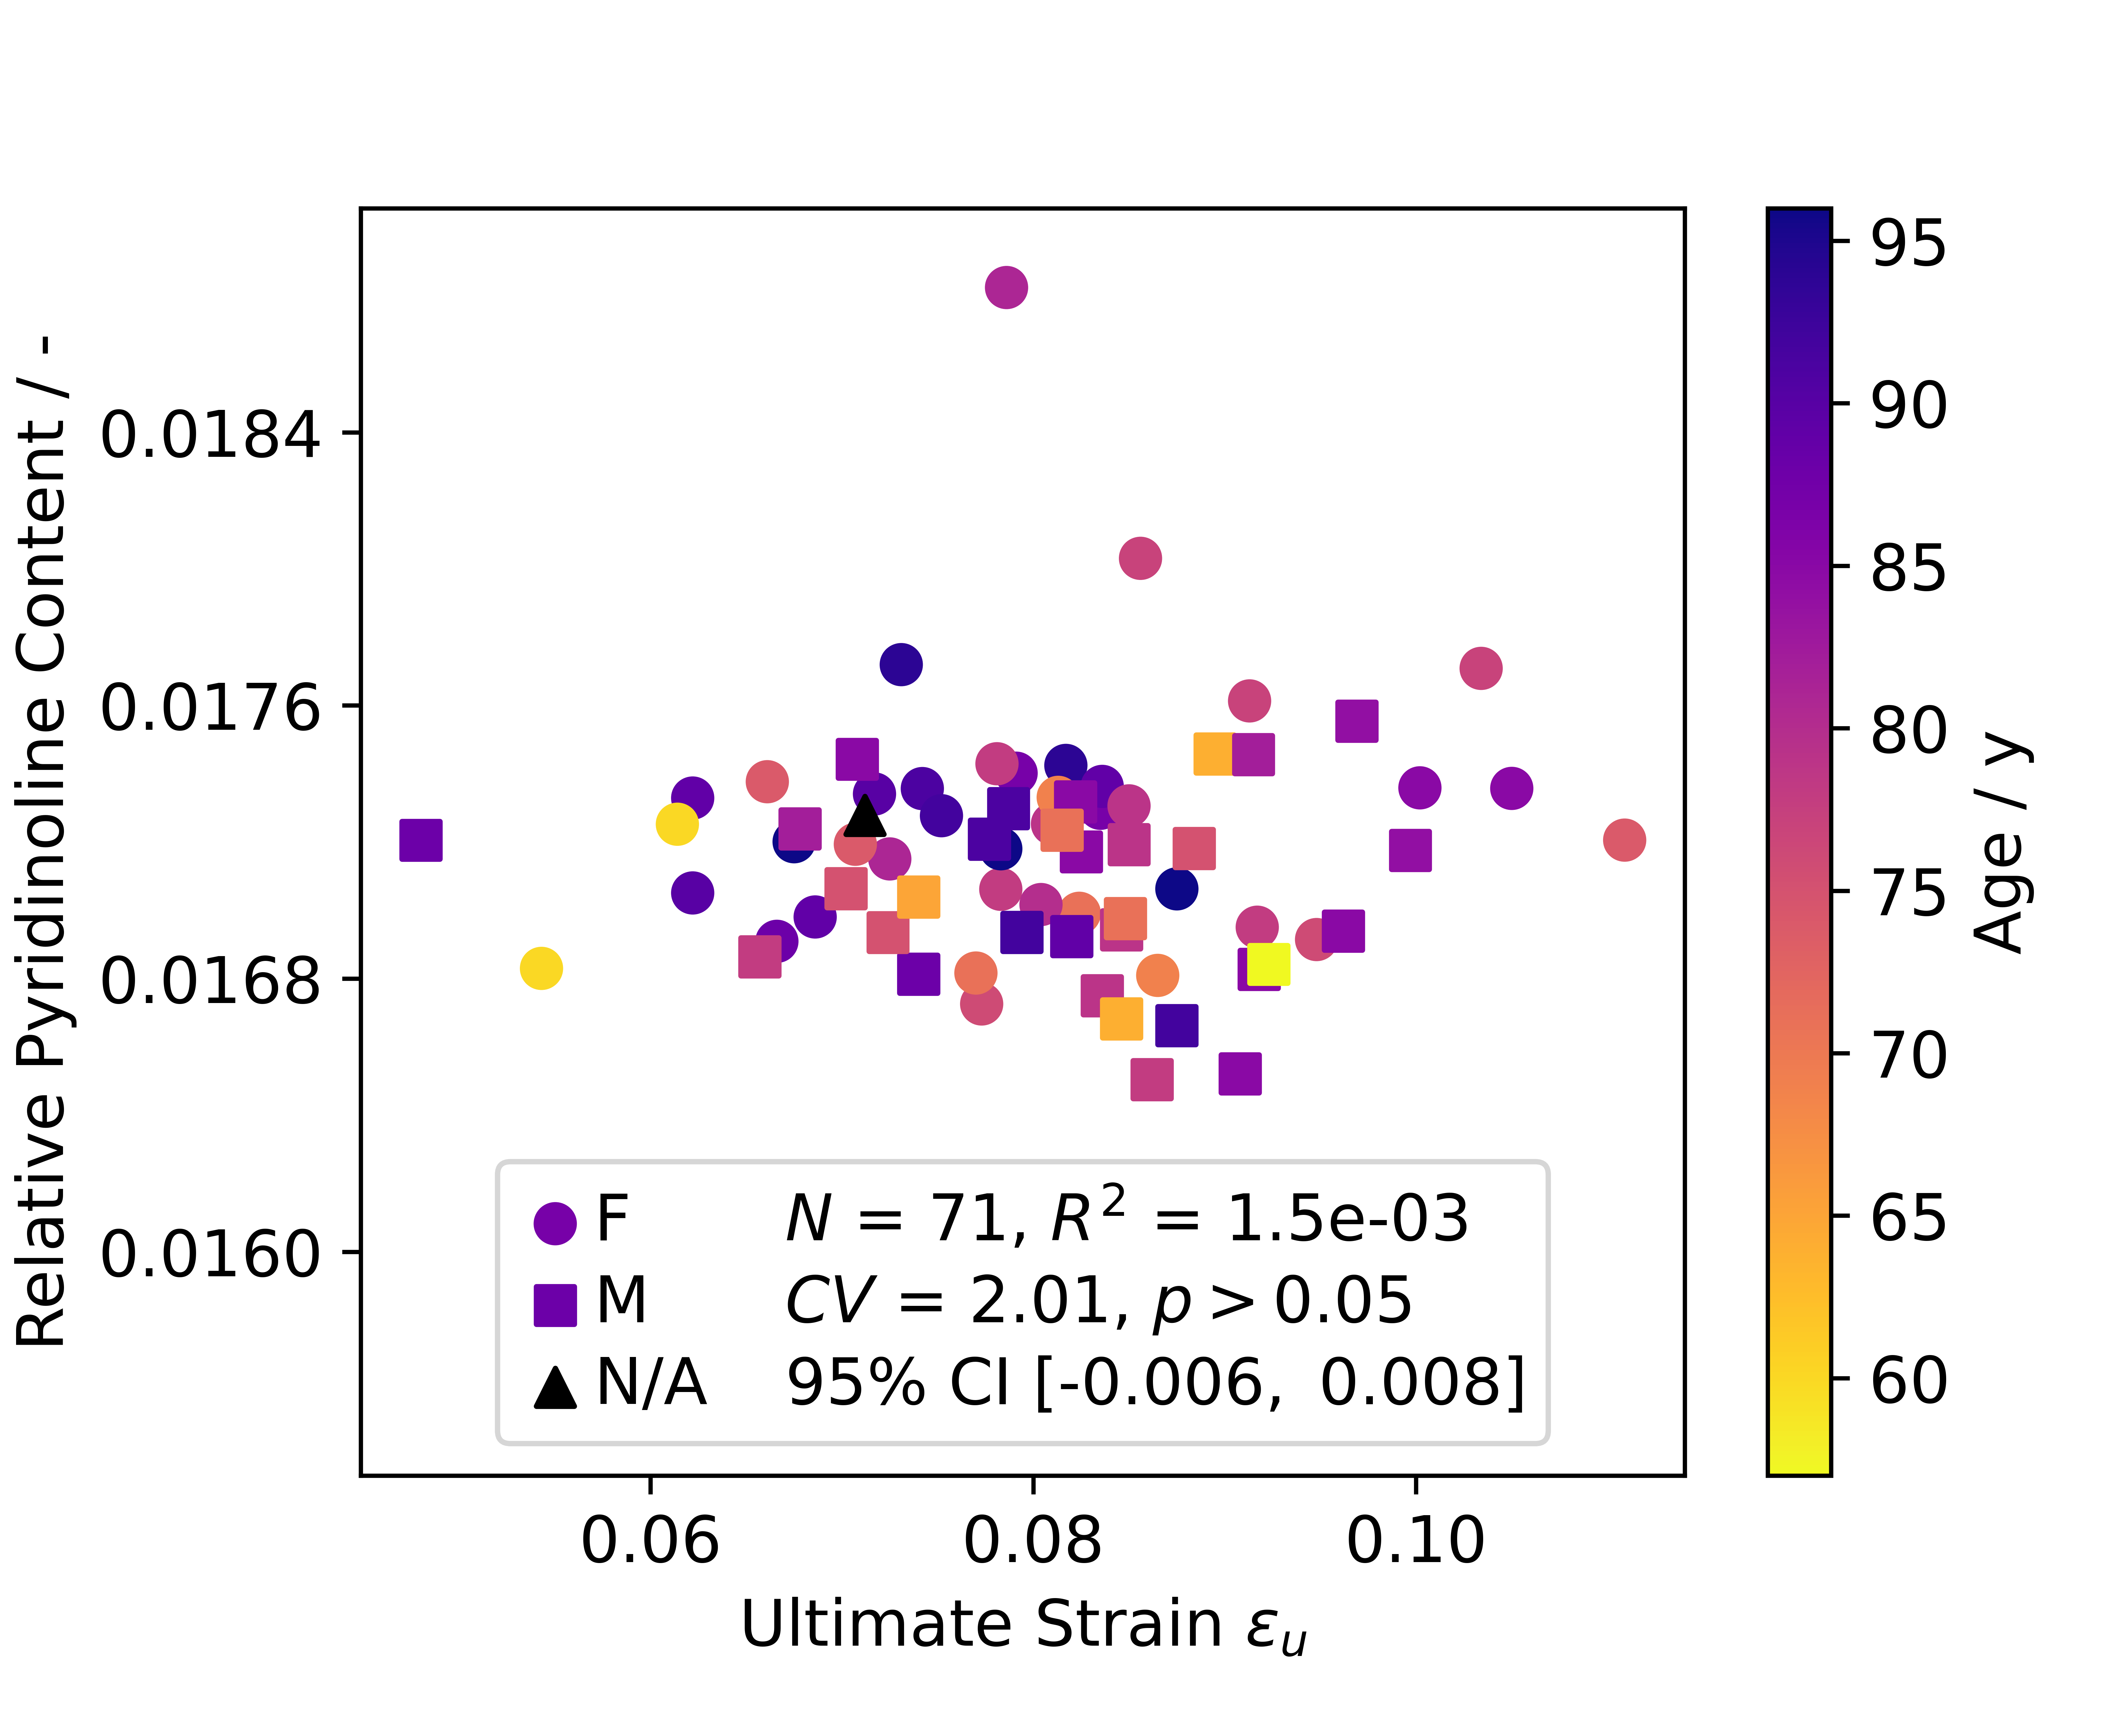 Relative Pyridinoline Content / -
0.0184
0.0176
0.0168
0.0160
F
M
N/A
N = 71, R² = 1.5e-03
CV = 2.01, p > 0.05
95% CI [-0.006, 0.008]
0.06 0.08 0.10
Ultimate Strain εᵤ
95
90
85
80
75
70
65
60
Age / y